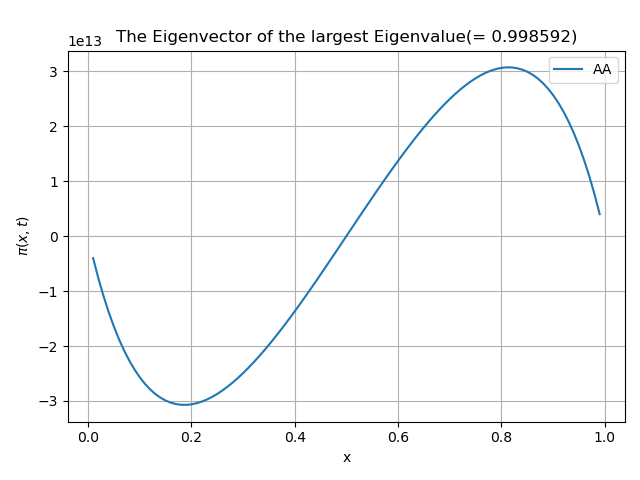 The Eigenvector of the largest Eigenvalue(= 0.998592)
1e13
AA
3
2
1
0
−1
−2
−3
π(x, t)
0.0 0.2 0.4 0.6 0.8 1.0
x